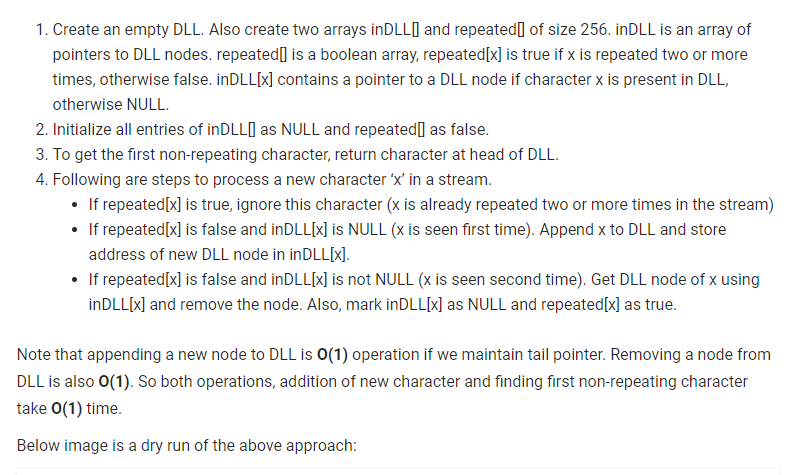 1. Create an empty DLL. Also create two arrays inDLL[] and repeated[] of size 256. inDLL is an array of
pointers to DLL nodes. repeated[] is a boolean array, repeated[x] is true if x is repeated two or more
times, otherwise false. inDLL[x] contains a pointer to a DLL node if character x is present in DLL,
otherwise NULL.
2. Initialize all entries of inDLL[] as NULL and repeated[] as false.
3. To get the first non-repeating character, return character at head of DLL.
4. Following are steps to process a new character ‘x’ in a stream.
• If repeated[x] is true, ignore this character (x is already repeated two or more times in the stream)
• If repeated[x] is false and inDLL[x] is NULL (x is seen first time). Append x to DLL and store
address of new DLL node in inDLL[x].
• If repeated[x] is false and inDLL[x] is not NULL (x is seen second time). Get DLL node of x using
inDLL[x] and remove the node. Also, mark inDLL[x] as NULL and repeated[x] as true.
Note that appending a new node to DLL is O(1) operation if we maintain tail pointer. Removing a node from
DLL is also O(1). So both operations, addition of new character and finding first non-repeating character
take O(1) time.
Below image is a dry run of the above approach: